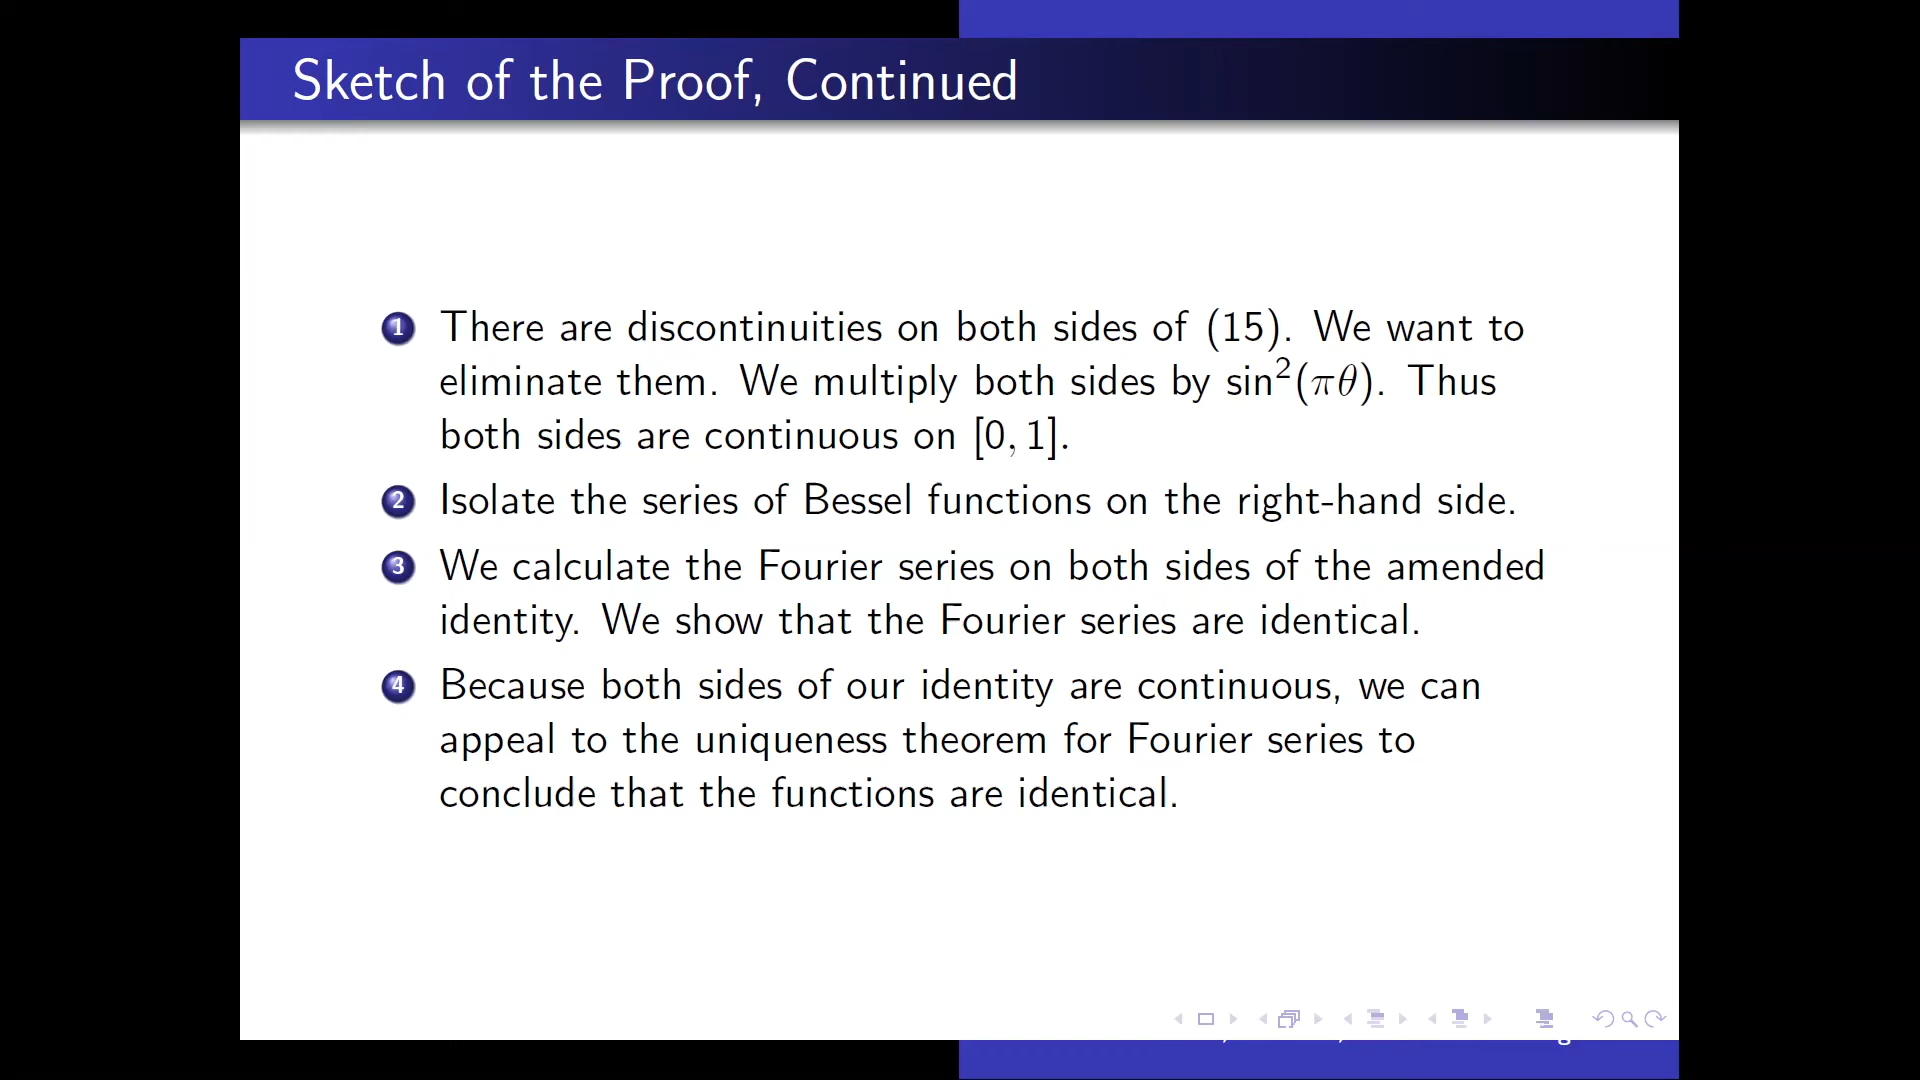 Sketch of the Proof, Continued
1 There are discontinuities on both sides of (15). We want to
eliminate them. We multiply both sides by sin²(πθ). Thus
both sides are continuous on [0, 1].
2 Isolate the series of Bessel functions on the right-hand side.
3 We calculate the Fourier series on both sides of the amended
identity. We show that the Fourier series are identical.
4 Because both sides of our identity are continuous, we can
appeal to the uniqueness theorem for Fourier series to
conclude that the functions are identical.